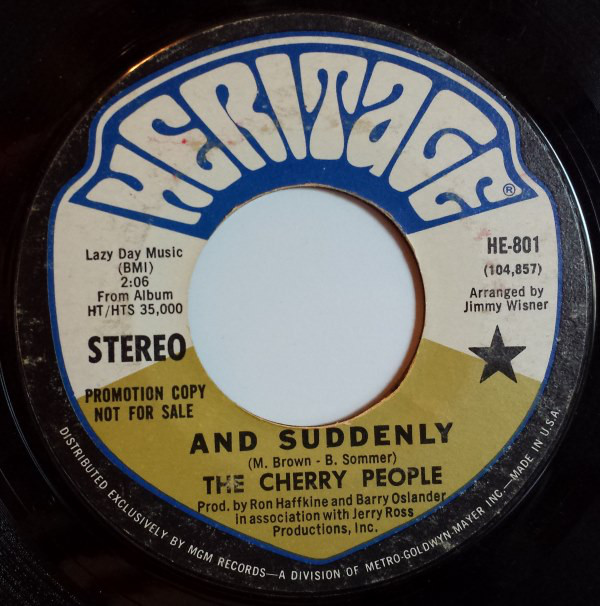 HERITAGE®
Lazy Day Music
(BMI)
2:06
From Album
HT/HTS 35,000
STEREO
PROMOTION COPY
NOT FOR SALE
HE-801
(104,857)
Arranged by
Jimmy Wisner
AND SUDDENLY
(M. Brown - B. Sommer)
THE CHERRY PEOPLE
Prod. by Ron Haffkine and Barry Oslander
in association with Jerry Ross
Productions, Inc.
DISTRIBUTED EXCLUSIVELY BY MGM RECORDS—A DIVISION OF METRO-GOLDWYN-MAYER INC.—MADE IN U.S.A.